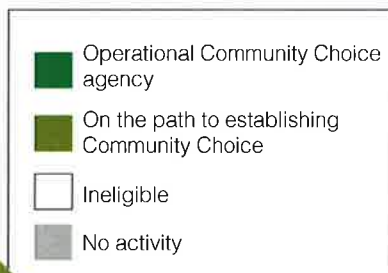 Operational Community Choice
agency
On the path to establishing
Community Choice
Ineligible
No activity